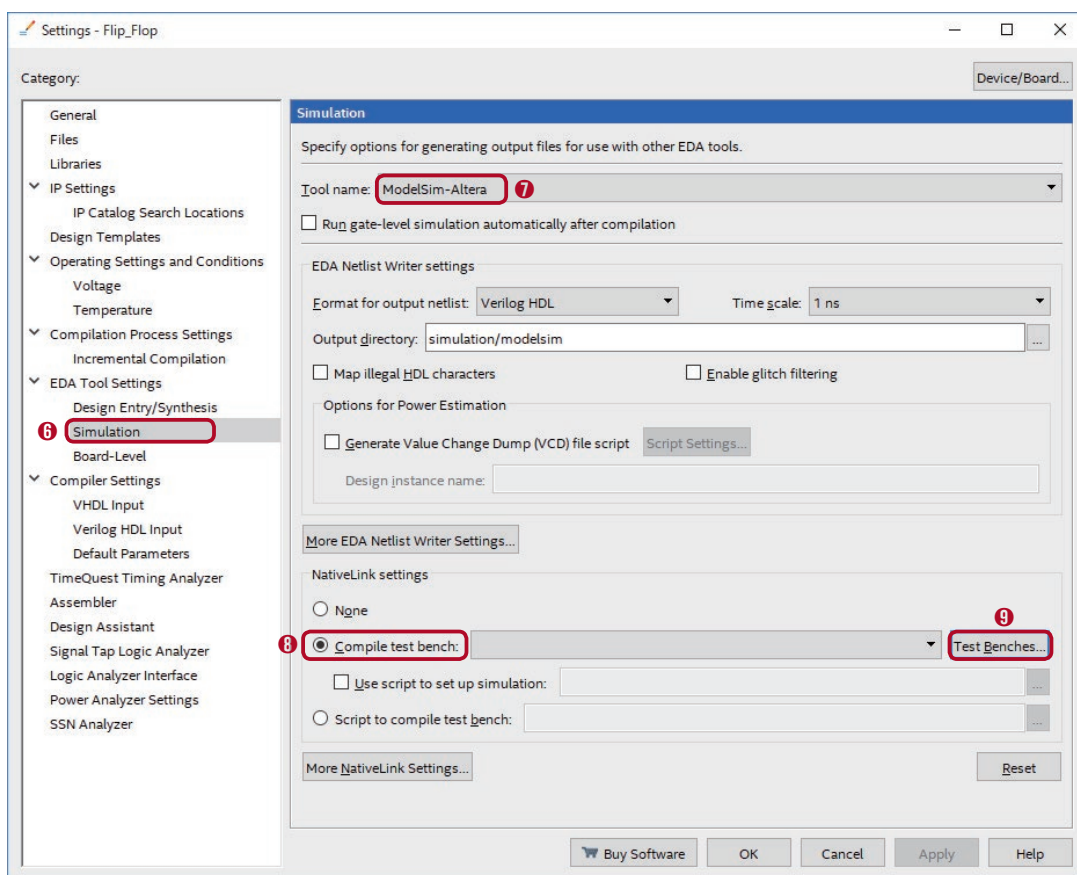 Settings - Flip_Flop
Category:
Device/Board...
General
Files
Libraries
IP Settings
IP Catalog Search Locations
Design Templates
Operating Settings and Conditions
Voltage
Temperature
Compilation Process Settings
Incremental Compilation
EDA Tool Settings
Design Entry/Synthesis
6 Simulation
Board-Level
Compiler Settings
VHDL Input
Verilog HDL Input
Default Parameters
TimeQuest Timing Analyzer
Assembler
Design Assistant
Signal Tap Logic Analyzer
Logic Analyzer Interface
Power Analyzer Settings
SSN Analyzer
Simulation
Specify options for generating output files for use with other EDA tools.
Tool name: ModelSim-Altera 7
Run gate-level simulation automatically after compilation
EDA Netlist Writer settings
Format for output netlist: Verilog HDL Time scale: 1 ns
Output directory: simulation/modelsim ...
Map illegal HDL characters Enable glitch filtering
Options for Power Estimation
Generate Value Change Dump (VCD) file script Script Settings...
Design instance name:
More EDA Netlist Writer Settings...
NativeLink settings
None
9
8 Compile test bench: Test Benches...
Use script to set up simulation: ...
Script to compile test bench: ...
More NativeLink Settings... Reset
Buy Software OK Cancel Apply Help